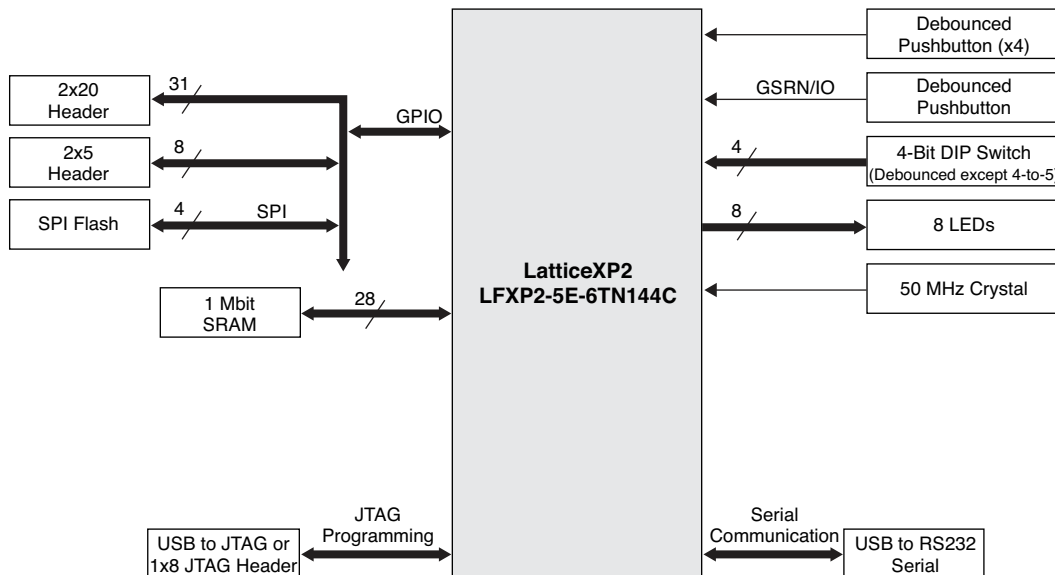 2x20
Header
31
2x5
Header
8
SPI Flash
4
SPI
GPIO
1 Mbit
SRAM
28
USB to JTAG or
1x8 JTAG Header
JTAG
Programming
LatticeXP2
LFXP2-5E-6TN144C
Debounced
Pushbutton (x4)
GSRN/IO
Debounced
Pushbutton
4
4-Bit DIP Switch
(Debounced except 4-to-5)
8
8 LEDs
50 MHz Crystal
Serial
Communication
USB to RS232
Serial